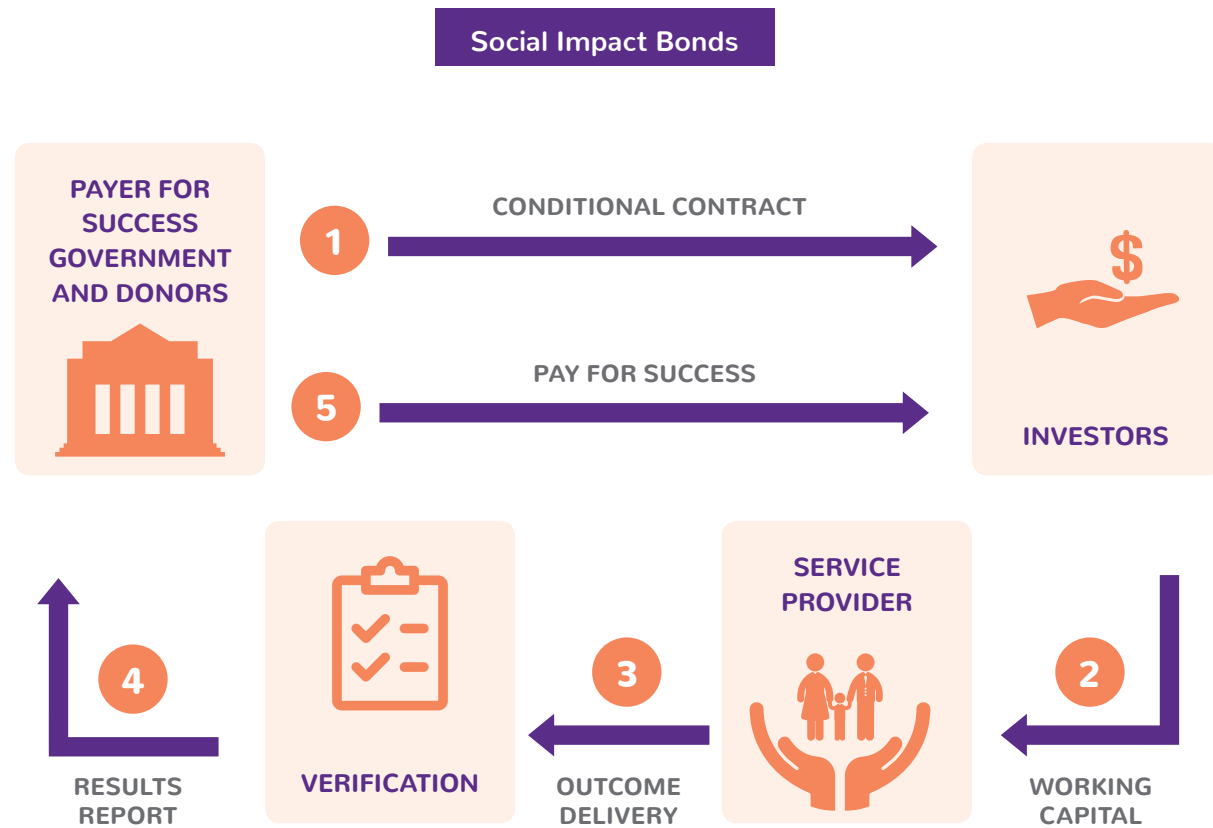 Social Impact Bonds
PAYER FOR
SUCCESS
GOVERNMENT
AND DONORS
1
CONDITIONAL CONTRACT
$
INVESTORS
5
PAY FOR SUCCESS
2
WORKING
CAPITAL
SERVICE
PROVIDER
3
OUTCOME
DELIVERY
VERIFICATION
4
RESULTS
REPORT